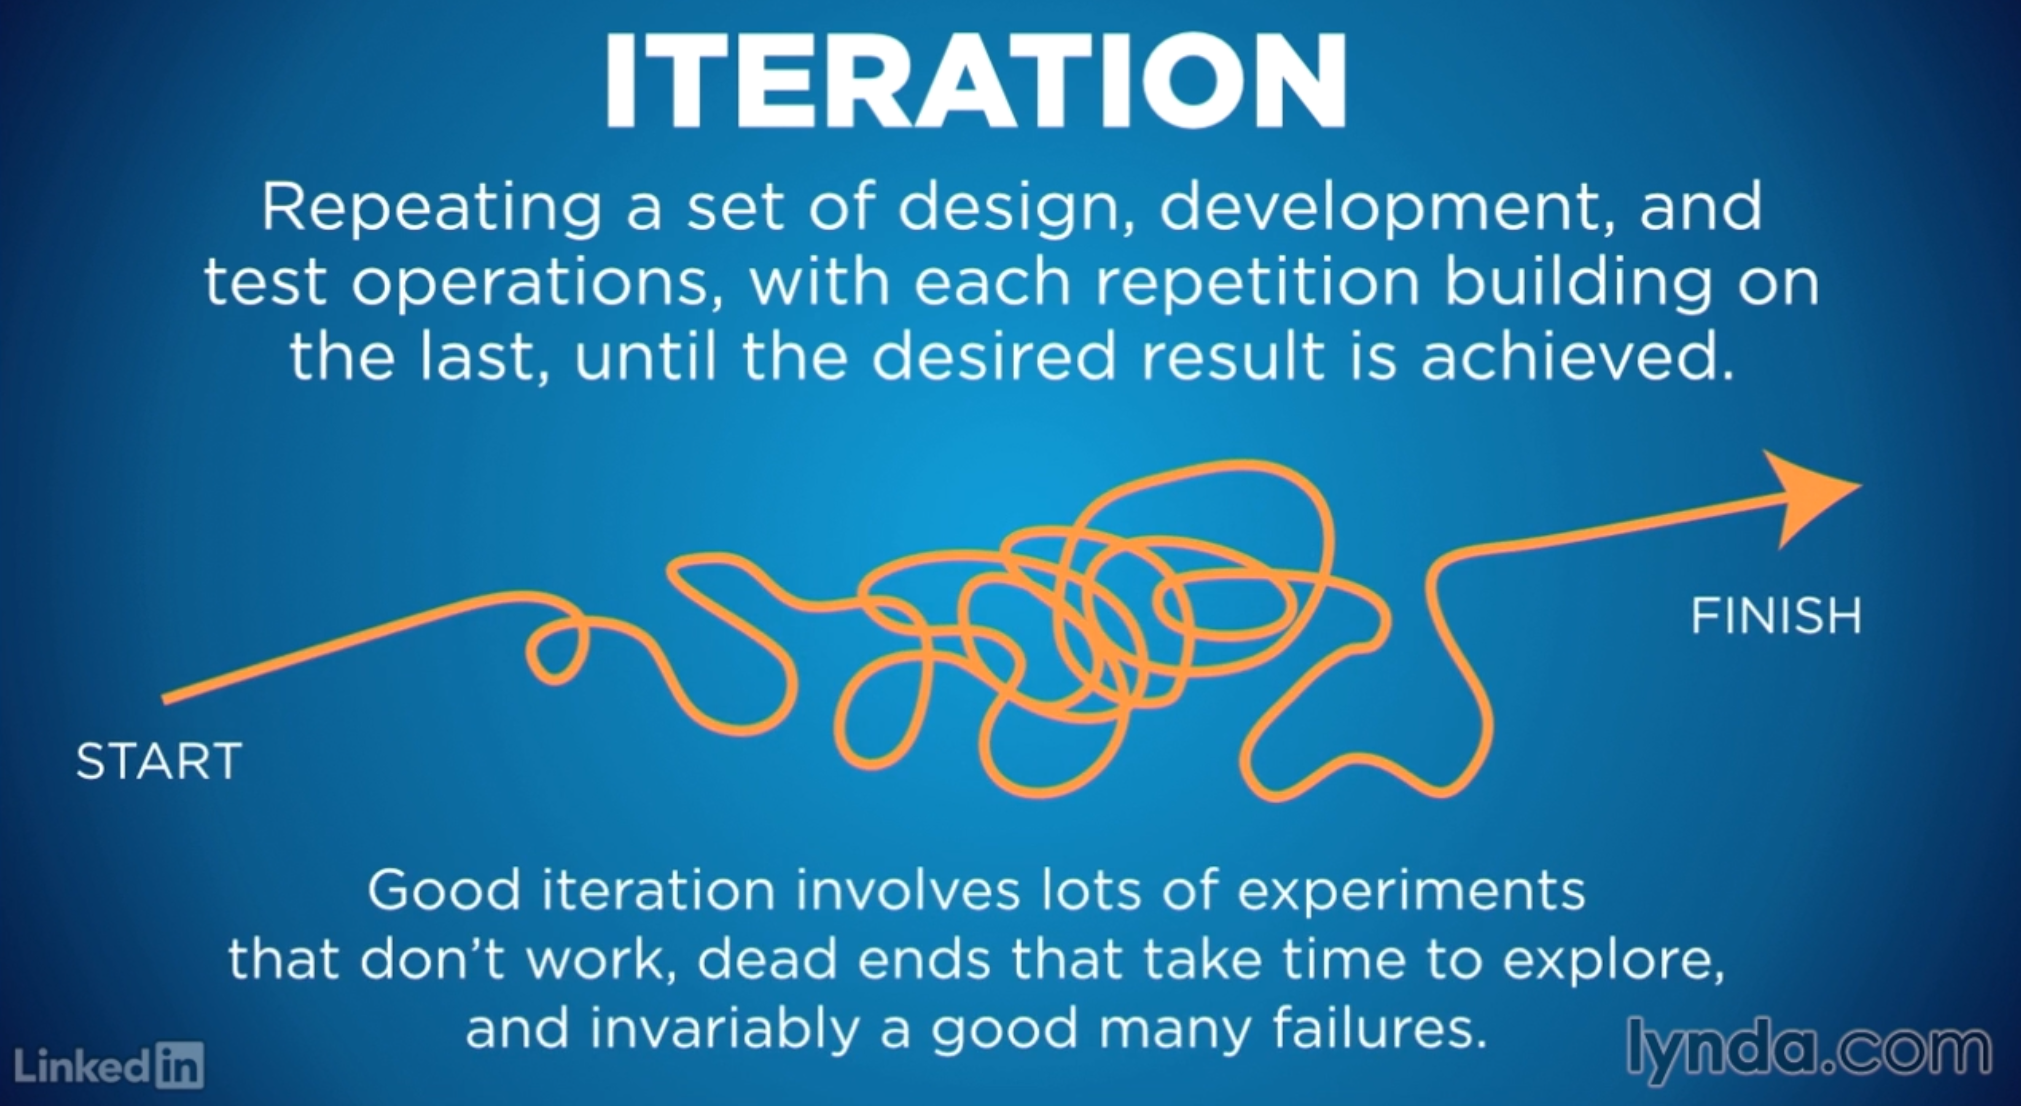 ITERATION
Repeating a set of design, development, and
test operations, with each repetition building on
the last, until the desired result is achieved.
START
FINISH
Good iteration involves lots of experiments
that don’t work, dead ends that take time to explore,
and invariably a good many failures.
Linked in
lynda.com